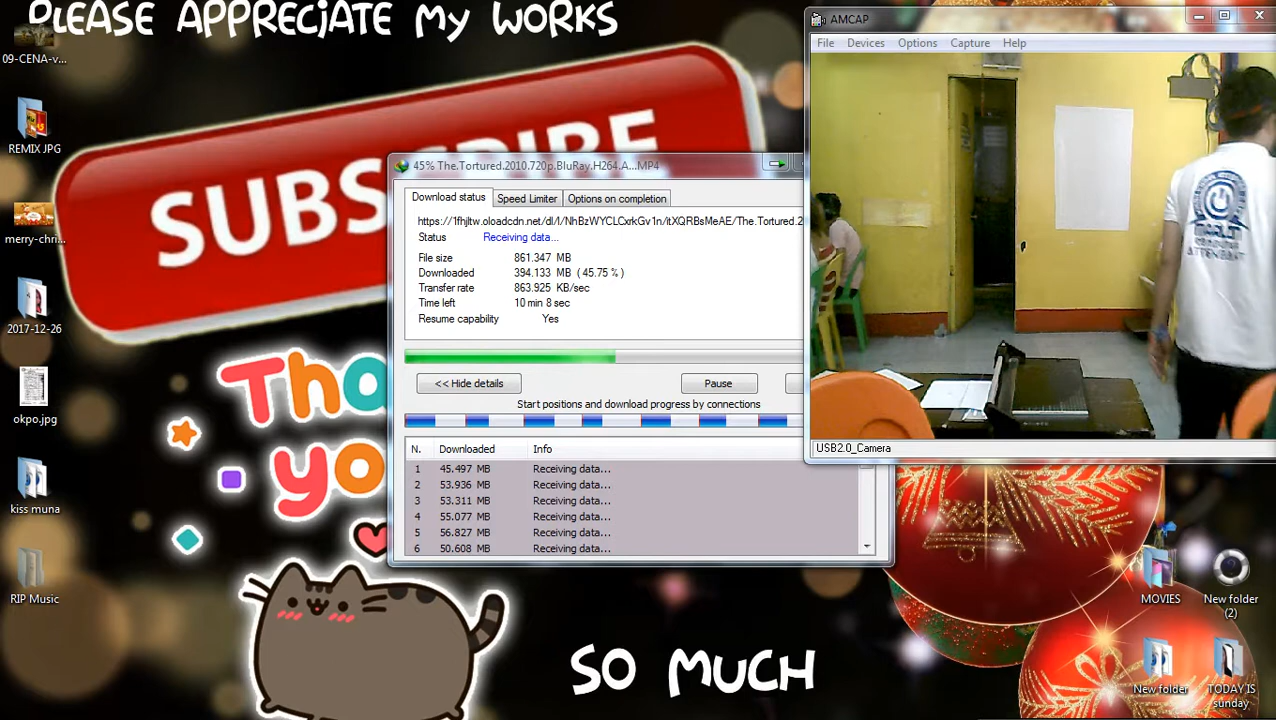 PLEASE APPRECIATE MY WORKS
SUBSCRIBE
Thank
you
SO MUCH
09-CENA-v...
REMIX JPG
merry-chri...
2017-12-26
okpo.jpg
kiss muna
RIP Music
45% The.Tortured.2010.720p.BluRay.H264.A...MP4
Download status
Speed Limiter
Options on completion
https://1fhjitw.oloadcdn.net/dl/l/NhBzWYCLCxrkGv1n/itXQRBsMeAE/The.Tortured.2
Status Receiving data...
File size 861.347 MB
Downloaded 394.133 MB ( 45.75 % )
Transfer rate 863.925 KB/sec
Time left 10 min 8 sec
Resume capability Yes
<< Hide details
Pause
Start positions and download progress by connections
N. Downloaded Info
1 45.497 MB Receiving data...
2 53.936 MB Receiving data...
3 53.311 MB Receiving data...
4 55.077 MB Receiving data...
5 56.827 MB Receiving data...
6 50.608 MB Receiving data...
AMCAP
File Devices Options Capture Help
USB2.0_Camera
MOVIES
New folder
(2)
New folder
TODAY IS
sunday